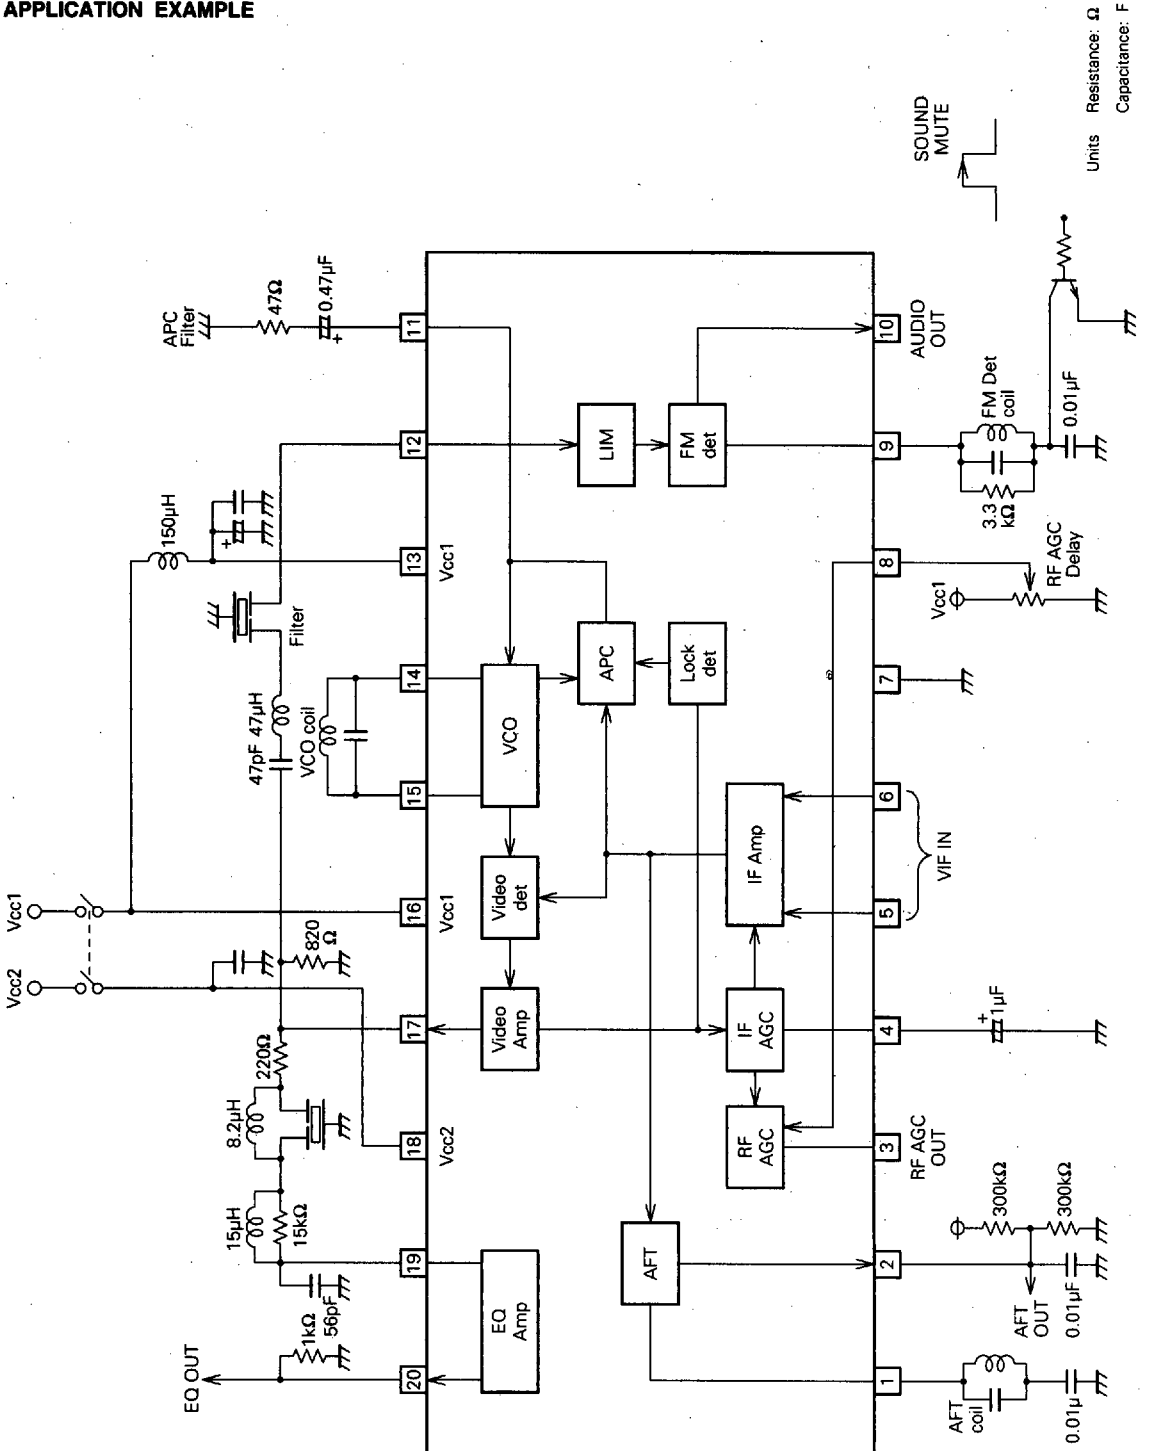 APPLICATION EXAMPLE
EQ OUT
1kΩ
56pF
15µH
15kΩ
8.2µH
220Ω
Vcc2
Vcc1
820
Ω
47pF 47µH
VCO coil
Filter
150µH
+
APC
Filter
47Ω
0.47µF
+
20
19
18
17
16
15
14
13
12
11
Vcc2
Vcc1
Vcc1
EQ
Amp
Video
Amp
Video
det
VCO
APC
LIM
AFT
RF
AGC
IF
AGC
IF Amp
Lock
det
FM
det
1
2
3
4
5
6
7
8
9
10
RF AGC
OUT
VIF IN
AUDIO
OUT
AFT
coil
0.01µ
AFT
OUT
0.01µF
300kΩ
300kΩ
+
1µF
Vcc1
RF AGC
Delay
3.3
kΩ
FM Det
coil
0.01µF
SOUND
MUTE
Units Resistance: Ω
Capacitance: F